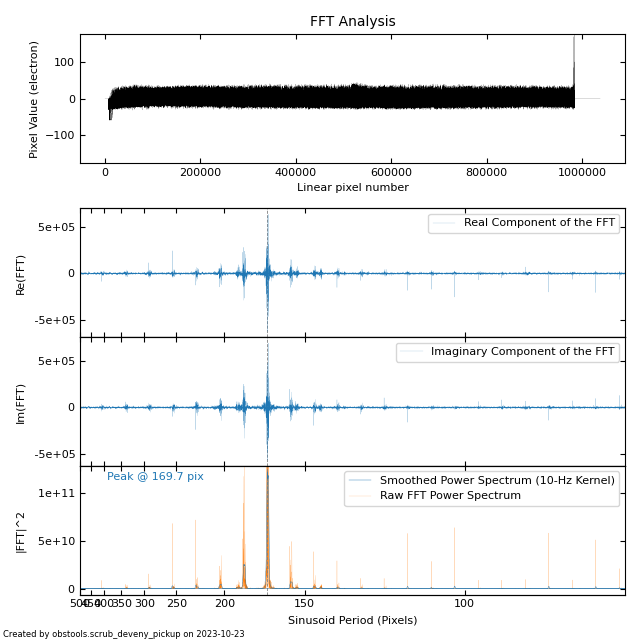 FFT Analysis
Pixel Value (electron)
100
0
−100
0
200000
400000
600000
800000
1000000
Linear pixel number
Re(FFT)
5e+05
0
-5e+05
Real Component of the FFT
Im(FFT)
5e+05
0
-5e+05
Imaginary Component of the FFT
|FFT|^2
1e+11
5e+10
0
Peak @ 169.7 pix
Smoothed Power Spectrum (10-Hz Kernel)
Raw FFT Power Spectrum
500
450
400
350
300
250
200
150
100
Sinusoid Period (Pixels)
Created by obstools.scrub_deveny_pickup on 2023-10-23